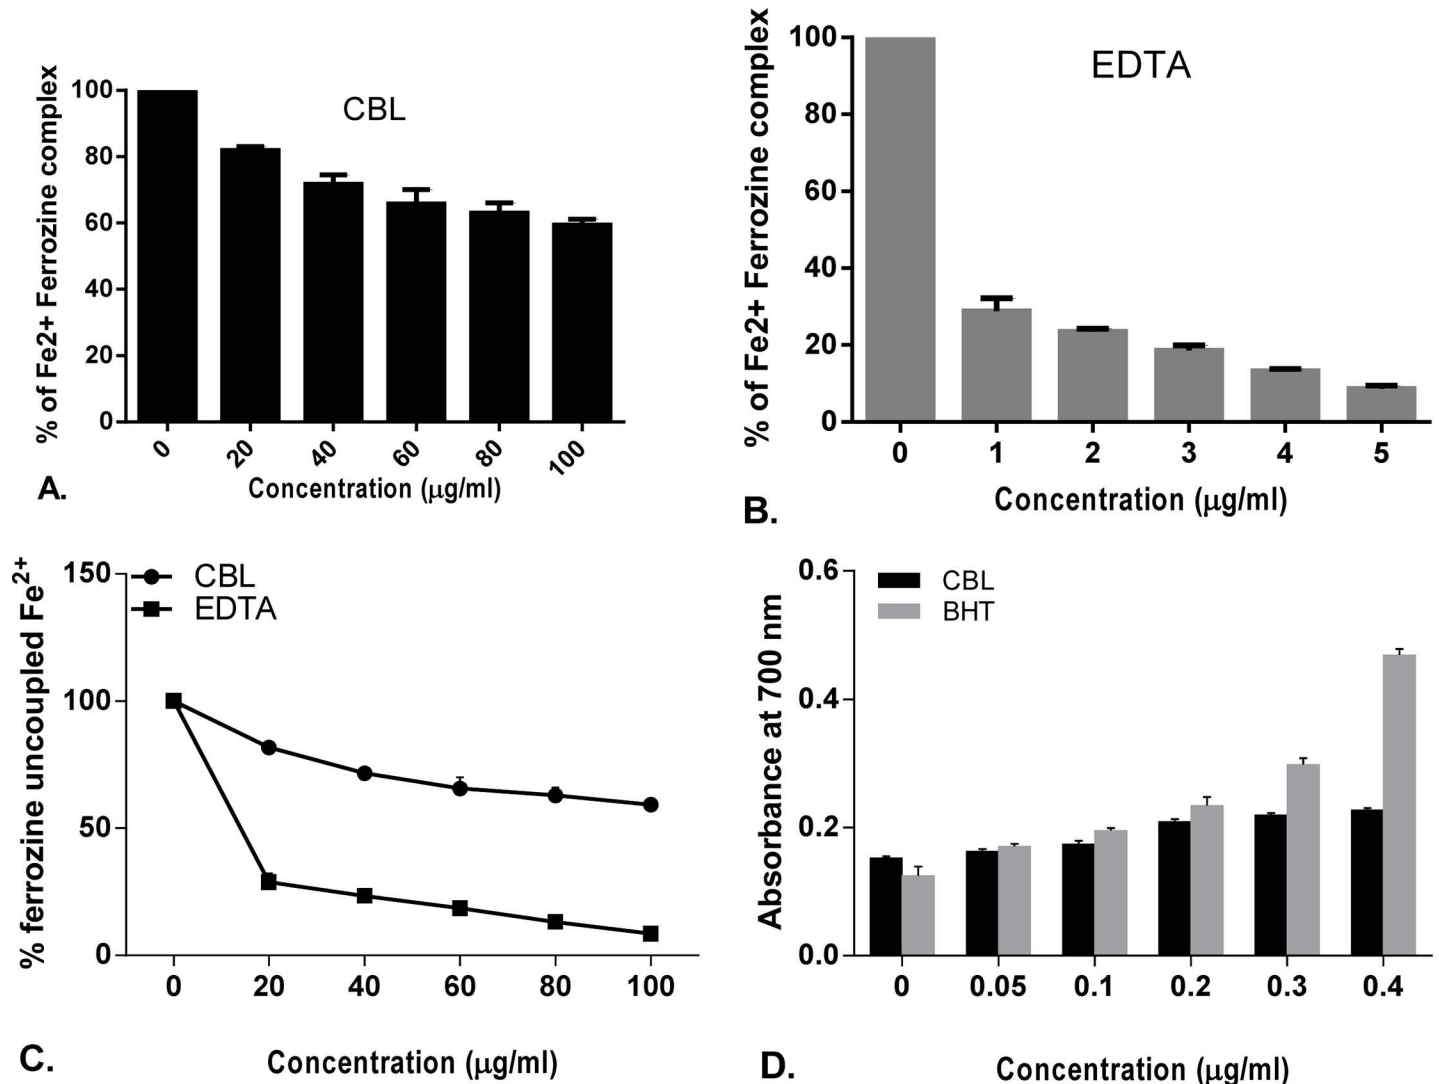 % of Fe2+ Ferrozine complex
100
80
60
40
20
0
CBL
0 20 40 60 80 100
Concentration (μg/ml)
A.
% of Fe2+ Ferrozine complex
100
80
60
40
20
0
EDTA
0 1 2 3 4 5
Concentration (μg/ml)
B.
% ferrozine uncoupled Fe²⁺
150
100
50
0
CBL
EDTA
0 20 40 60 80 100
Concentration (μg/ml)
C.
Absorbance at 700 nm
0.6
0.4
0.2
0.0
CBL
BHT
0 0.05 0.1 0.2 0.3 0.4
Concentration (μg/ml)
D.